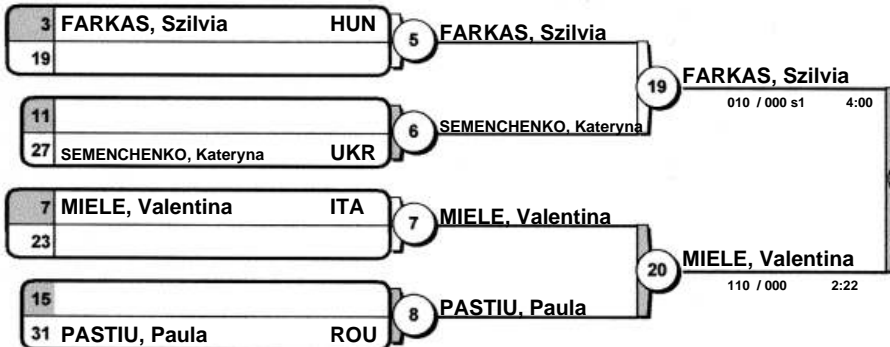 3 FARKAS, Szilvia HUN
19
5 FARKAS, Szilvia
11
27 SEMENCHENKO, Kateryna UKR
6 SEMENCHENKO, Kateryna
19 FARKAS, Szilvia
010 / 000 s1 4:00
7 MIELE, Valentina ITA
23
7 MIELE, Valentina
15
31 PASTIU, Paula ROU
8 PASTIU, Paula
20 MIELE, Valentina
110 / 000 2:22